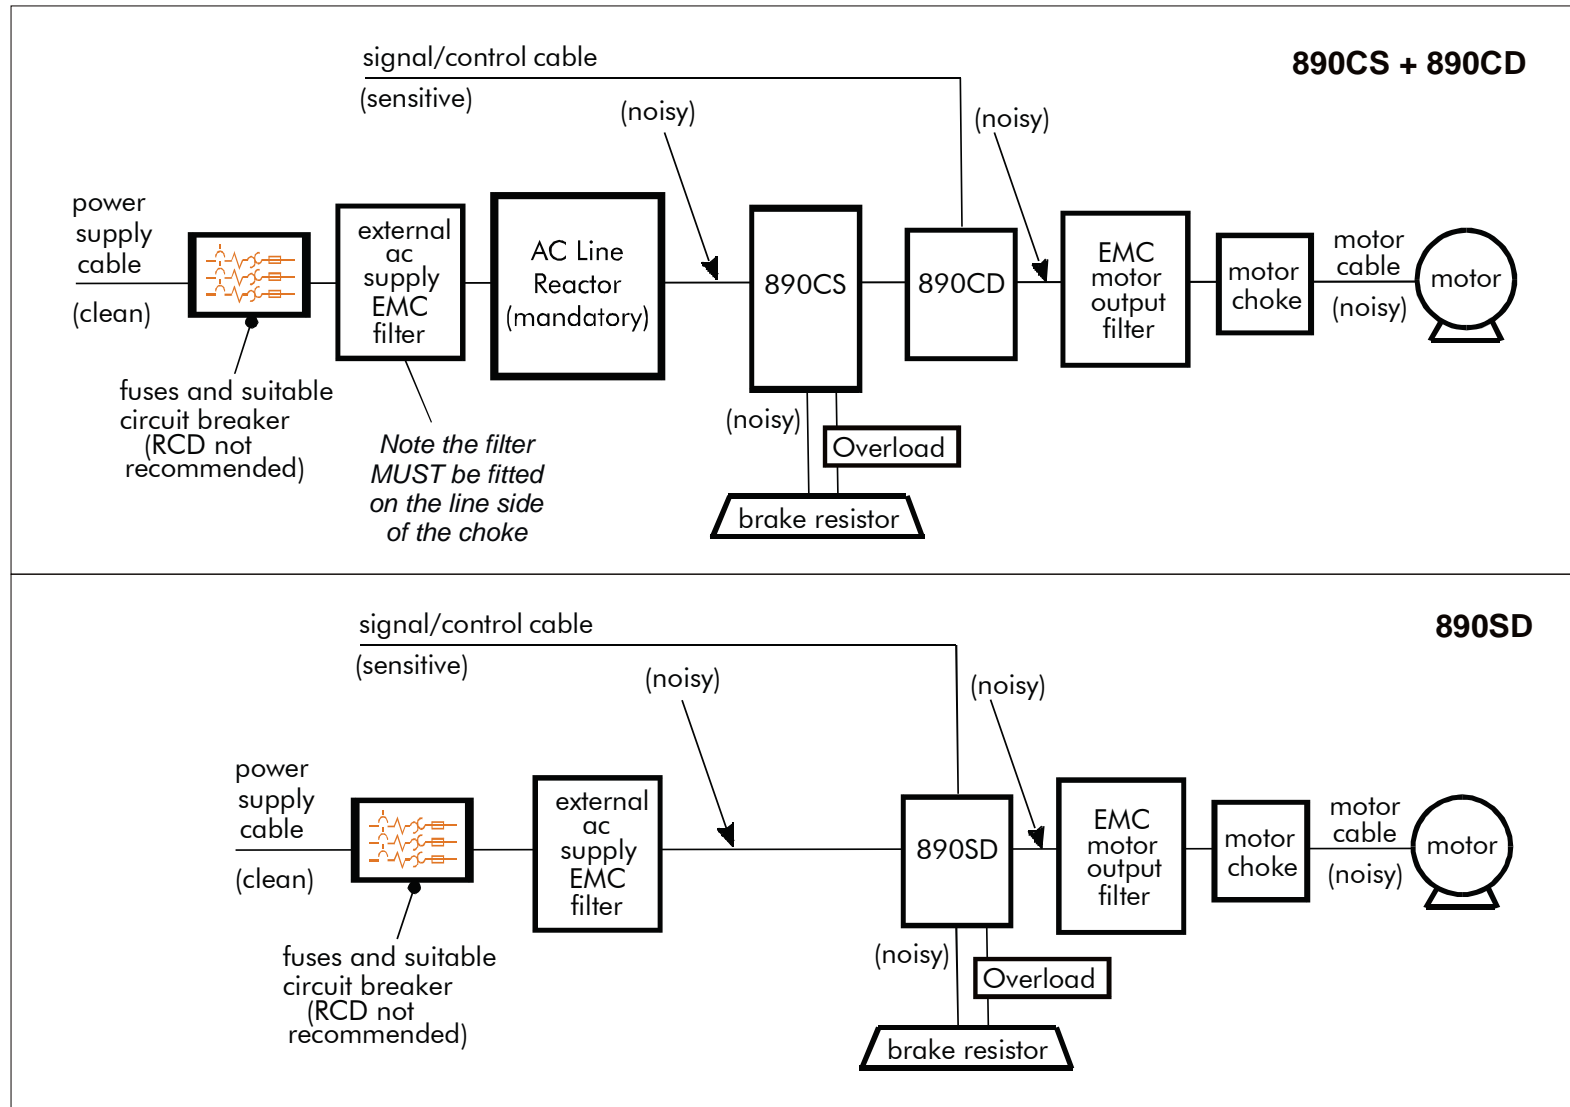 signal/control cable
(sensitive)
890CS + 890CD
(noisy)
(noisy)
power
supply
cable
(clean)
external
ac
supply
EMC
filter
AC Line
Reactor
(mandatory)
890CS
890CD
EMC
motor
output
filter
motor
choke
motor
cable
(noisy)
motor
fuses and suitable
circuit breaker
(RCD not
recommended)
Note the filter
MUST be fitted
on the line side
of the choke
(noisy)
Overload
brake resistor
signal/control cable
(sensitive)
890SD
(noisy)
(noisy)
power
supply
cable
(clean)
external
ac
supply
EMC
filter
890SD
EMC
motor
output
filter
motor
choke
motor
cable
(noisy)
motor
fuses and suitable
circuit breaker
(RCD not
recommended)
(noisy)
Overload
brake resistor